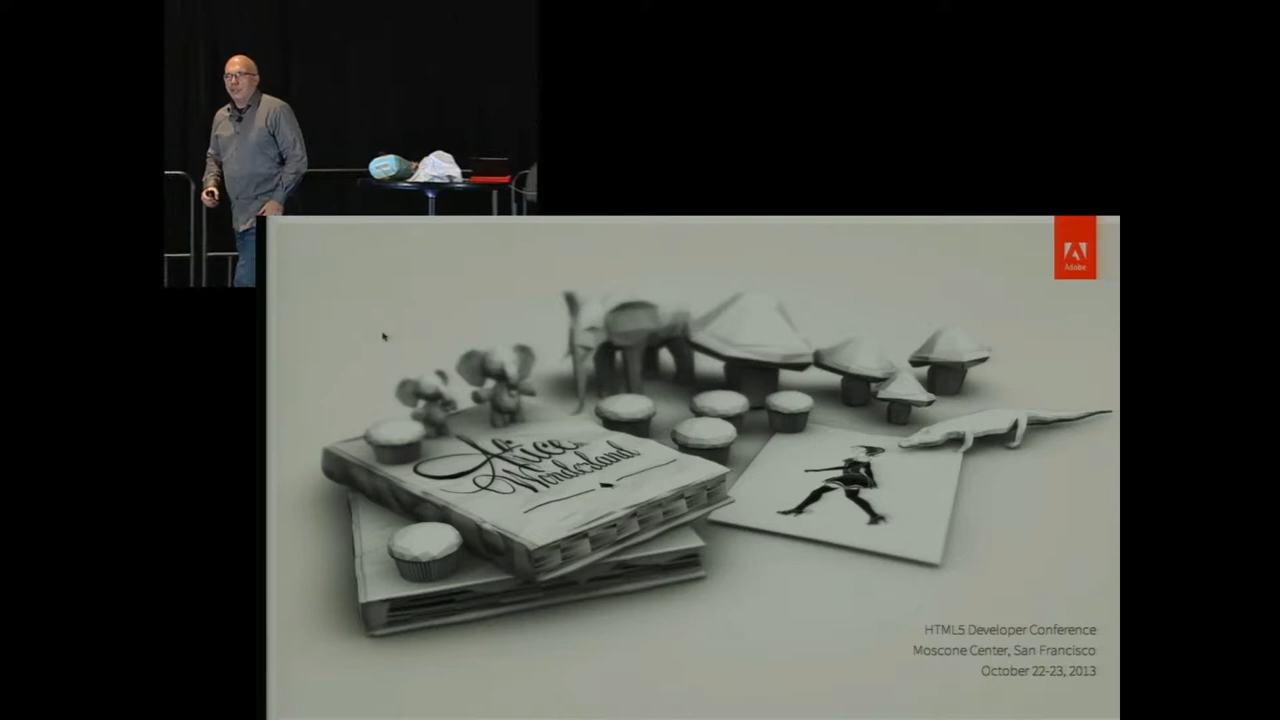 Adobe
Alice
in
Wonderland
HTML5 Developer Conference
Moscone Center, San Francisco
October 22-23, 2013